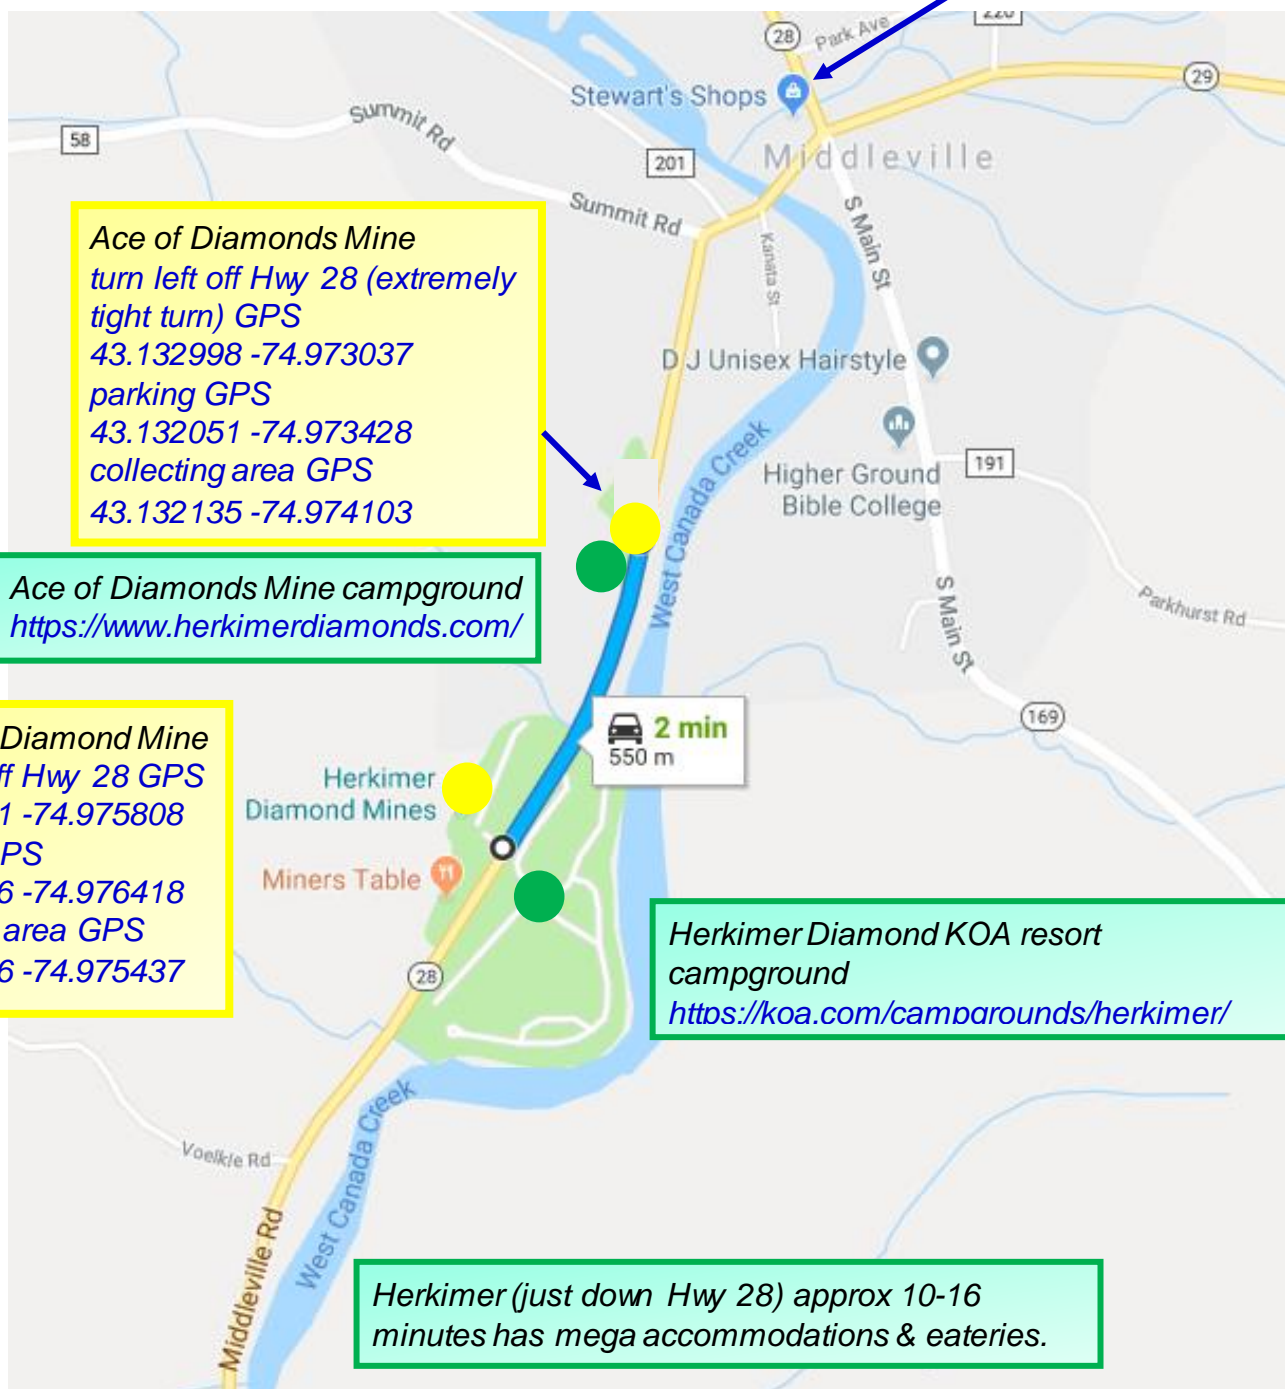 28
Park Ave
220
29
Stewart's Shops
58
Summit Rd
201
Middleville
Summit Rd
Kanata St
S Main St
Ace of Diamonds Mine
turn left off Hwy 28 (extremely
tight turn) GPS
43.132998 -74.973037
parking GPS
43.132051 -74.973428
collecting area GPS
43.132135 -74.974103
D J Unisex Hairstyle
West Canada Creek
Higher Ground
Bible College
191
Ace of Diamonds Mine campground
https://www.herkimerdiamonds.com/
S Main St
Parkhurst Rd
169
2 min
550 m
Diamond Mine
ff Hwy 28 GPS
1 -74.975808
PS
6 -74.976418
area GPS
6 -74.975437
Herkimer
Diamond Mines
Miners Table
28
Herkimer Diamond KOA resort
campground
https://koa.com/campgrounds/herkimer/
Voelkle Rd
West Canada Creek
Middleville Rd
Herkimer (just down Hwy 28) approx 10-16
minutes has mega accommodations & eateries.